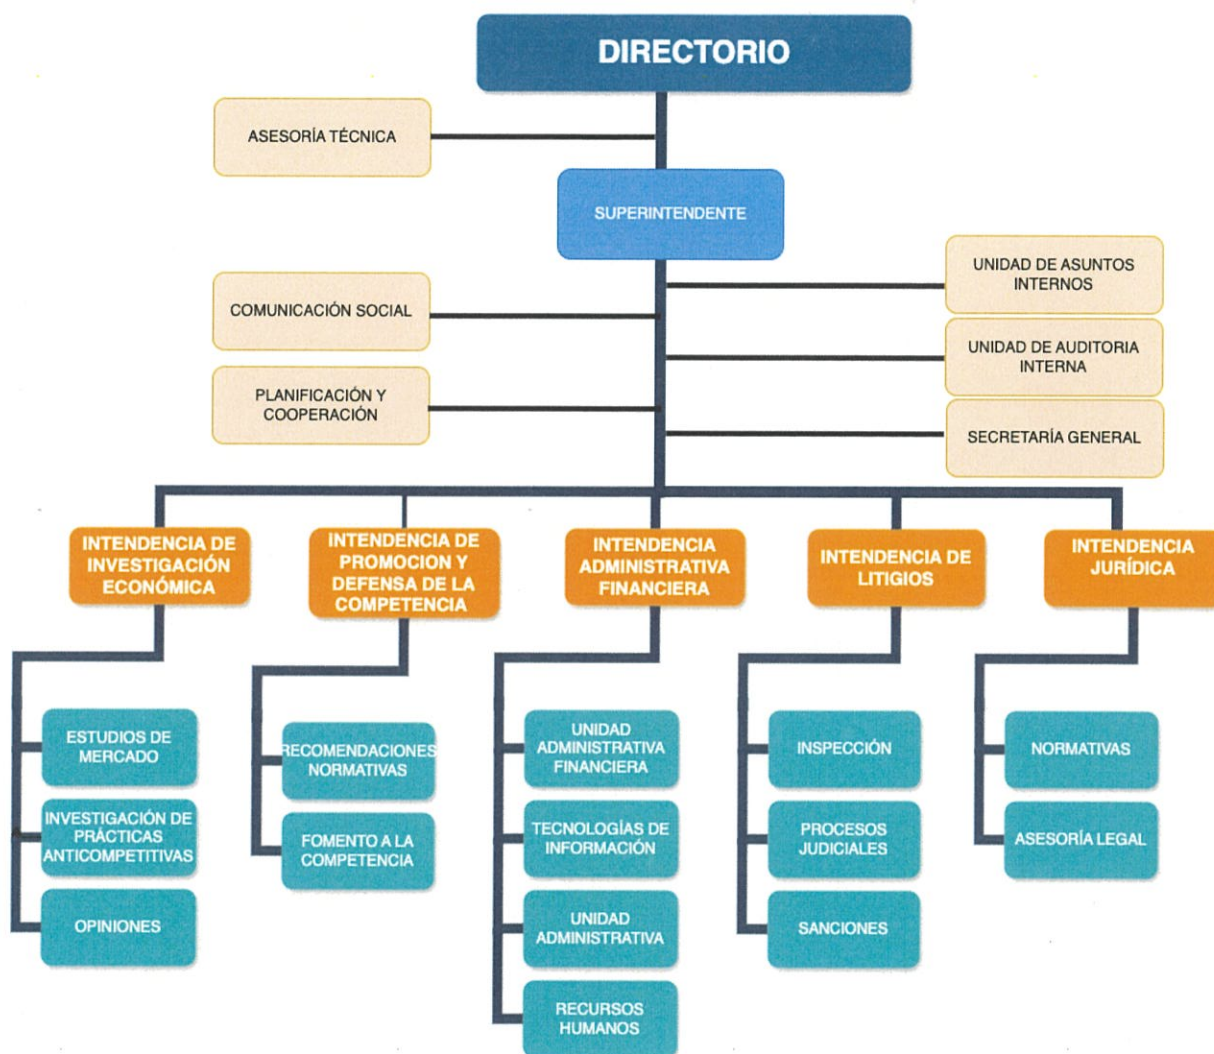 DIRECTORIO
ASESORÍA TÉCNICA
SUPERINTENDENTE
COMUNICACIÓN SOCIAL
PLANIFICACIÓN Y
COOPERACIÓN
UNIDAD DE ASUNTOS
INTERNOS
UNIDAD DE AUDITORIA
INTERNA
SECRETARÍA GENERAL
INTENDENCIA DE
INVESTIGACIÓN
ECONÓMICA
INTENDENCIA DE
PROMOCION Y
DEFENSA DE LA
COMPETENCIA
INTENDENCIA
ADMINISTRATIVA
FINANCIERA
INTENDENCIA DE
LITIGIOS
INTENDENCIA
JURÍDICA
ESTUDIOS DE
MERCADO
INVESTIGACIÓN DE
PRÁCTICAS
ANTICOMPETITIVAS
OPINIONES
RECOMENDACIONES
NORMATIVAS
FOMENTO A LA
COMPETENCIA
UNIDAD
ADMINISTRATIVA
FINANCIERA
TECNOLOGÍAS DE
INFORMACIÓN
UNIDAD
ADMINISTRATIVA
RECURSOS
HUMANOS
INSPECCIÓN
PROCESOS
JUDICIALES
SANCIONES
NORMATIVAS
ASESORÍA LEGAL